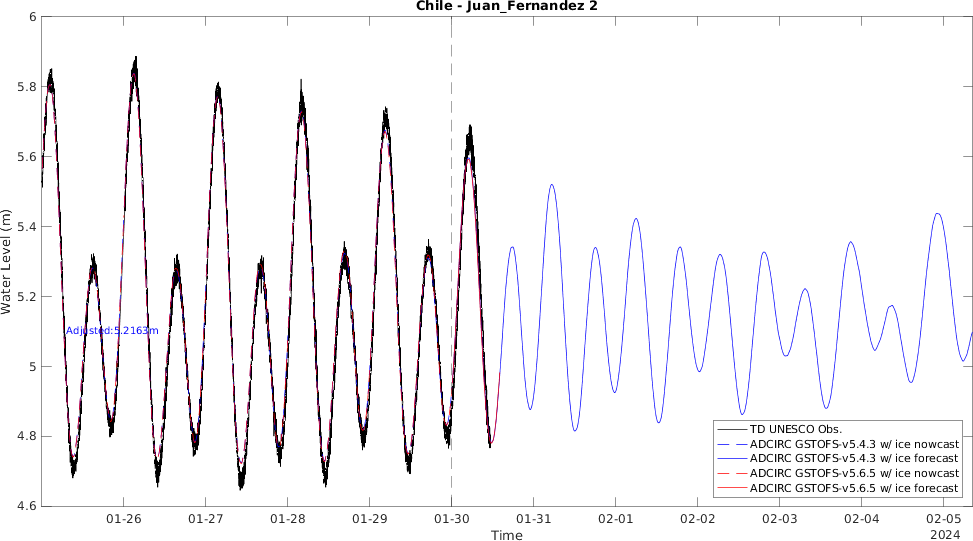 Chile - Juan_Fernandez 2
6
5.8
5.6
5.4
5.2
5
4.8
4.6
Water Level (m)
Adjusted:5.2163m
TD UNESCO Obs.
ADCIRC GSTOFS-v5.4.3 w/ ice nowcast
ADCIRC GSTOFS-v5.4.3 w/ ice forecast
ADCIRC GSTOFS-v5.6.5 w/ ice nowcast
ADCIRC GSTOFS-v5.6.5 w/ ice forecast
01-26 01-27 01-28 01-29 01-30 01-31 02-01 02-02 02-03 02-04 02-05
2024
Time